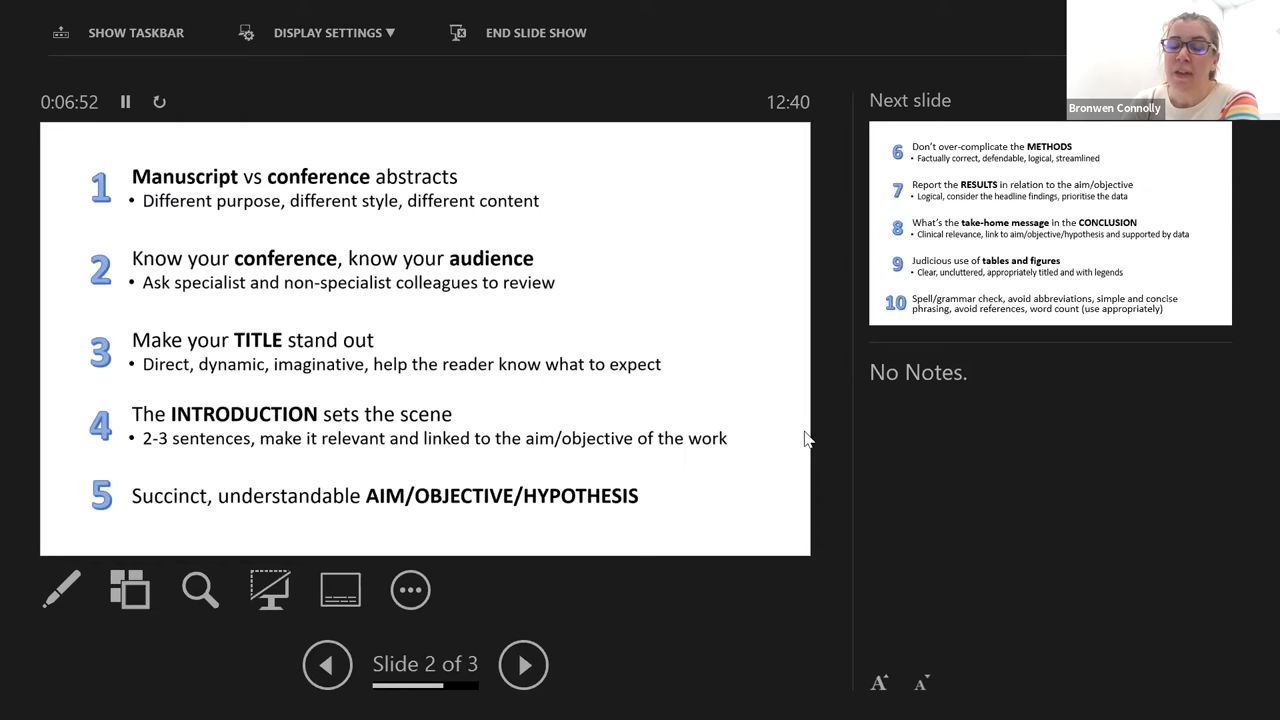 SHOW TASKBAR
DISPLAY SETTINGS ▼
END SLIDE SHOW
Bronwen Connolly
0:06:52
12:40
1 Manuscript vs conference abstracts
• Different purpose, different style, different content
2 Know your conference, know your audience
• Ask specialist and non-specialist colleagues to review
3 Make your TITLE stand out
• Direct, dynamic, imaginative, help the reader know what to expect
4 The INTRODUCTION sets the scene
• 2-3 sentences, make it relevant and linked to the aim/objective of the work
5 Succinct, understandable AIM/OBJECTIVE/HYPOTHESIS
Slide 2 of 3
Next slide
6 Don't over-complicate the METHODS
• Factually correct, defendable, logical, streamlined
7 Report the RESULTS in relation to the aim/objective
• Logical, consider the headline findings, prioritise the data
8 What's the take-home message in the CONCLUSION
• Clinical relevance, link to aim/objective/hypothesis and supported by data
9 Judicious use of tables and figures
• Clear, uncluttered, appropriately titled and with legends
10 Spell/grammar check, avoid abbreviations, simple and concise
phrasing, avoid references, word count (use appropriately)
No Notes.
A A